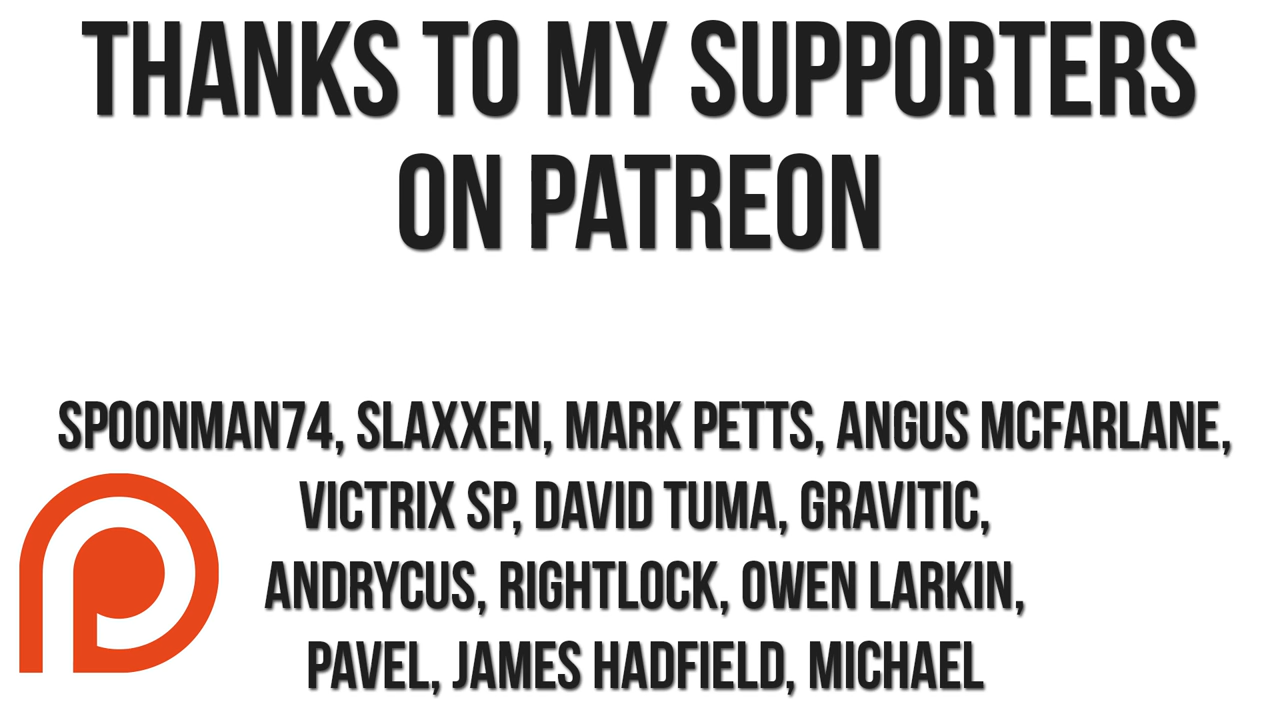 THANKS TO MY SUPPORTERS
ON PATREON
SPOONMAN74, SLAXXEN, MARK PETTS, ANGUS MCFARLANE,
VICTRIX SP, DAVID TUMA, GRAVITIC,
ANDRYCUS, RIGHTLOCK, OWEN LARKIN,
PAVEL, JAMES HADFIELD, MICHAEL